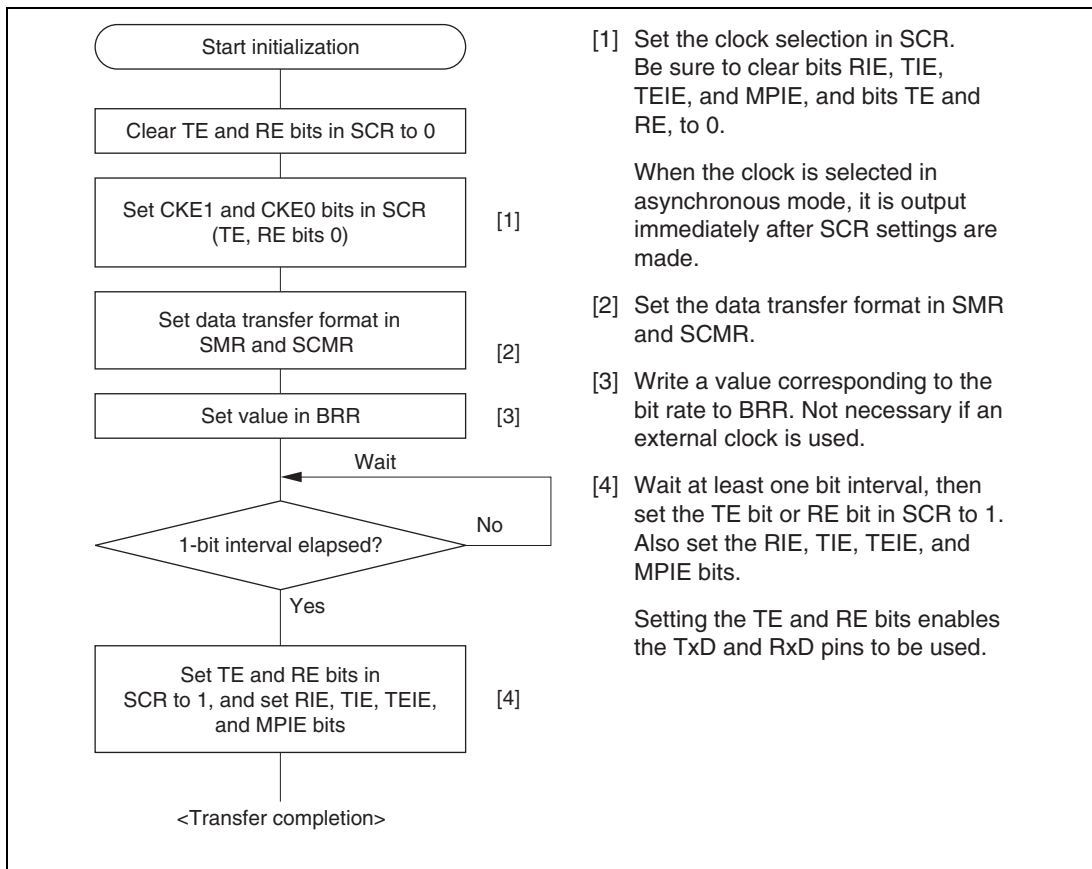 Start initialization
Clear TE and RE bits in SCR to 0
Set CKE1 and CKE0 bits in SCR
(TE, RE bits 0)
[1]
Set data transfer format in
SMR and SCMR
[2]
Set value in BRR
[3]
Wait
1-bit interval elapsed?
No
Yes
Set TE and RE bits in
SCR to 1, and set RIE, TIE, TEIE,
and MPIE bits
[4]
<Transfer completion>
[1] Set the clock selection in SCR.
Be sure to clear bits RIE, TIE,
TEIE, and MPIE, and bits TE and
RE, to 0.
When the clock is selected in
asynchronous mode, it is output
immediately after SCR settings are
made.
[2] Set the data transfer format in SMR
and SCMR.
[3] Write a value corresponding to the
bit rate to BRR. Not necessary if an
external clock is used.
[4] Wait at least one bit interval, then
set the TE bit or RE bit in SCR to 1.
Also set the RIE, TIE, TEIE, and
MPIE bits.
Setting the TE and RE bits enables
the TxD and RxD pins to be used.